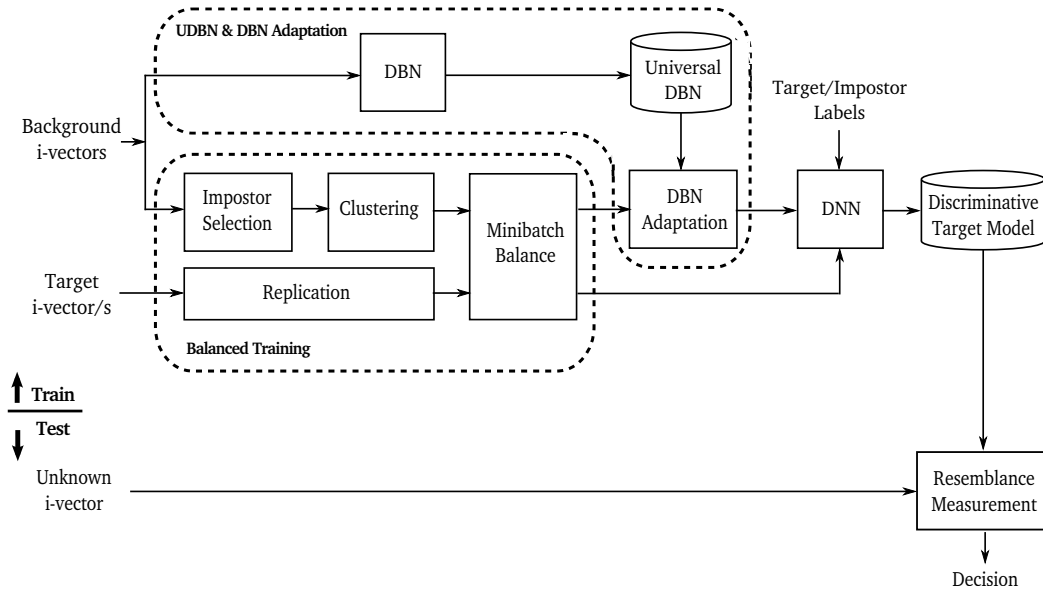 UDBN & DBN Adaptation
DBN
Universal
DBN
Target/Impostor
Labels
Background
i-vectors
Impostor
Selection
Clustering
Minibatch
Balance
DBN
Adaptation
DNN
Discriminative
Target Model
Target
i-vector/s
Replication
Balanced Training
Train
Test
Unknown
i-vector
Resemblance
Measurement
Decision